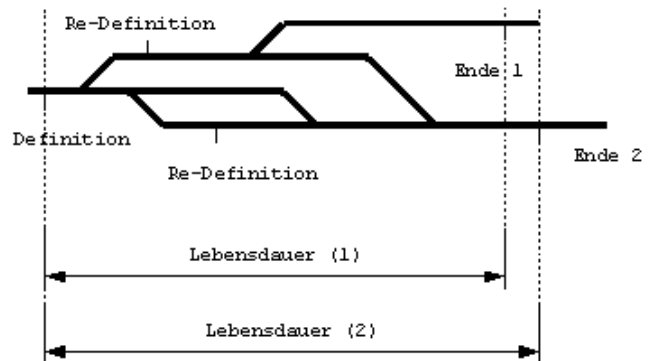 Re-Definition
Ende 1
Definition
Ende 2
Re-Definition
Lebensdauer (1)
Lebensdauer (2)